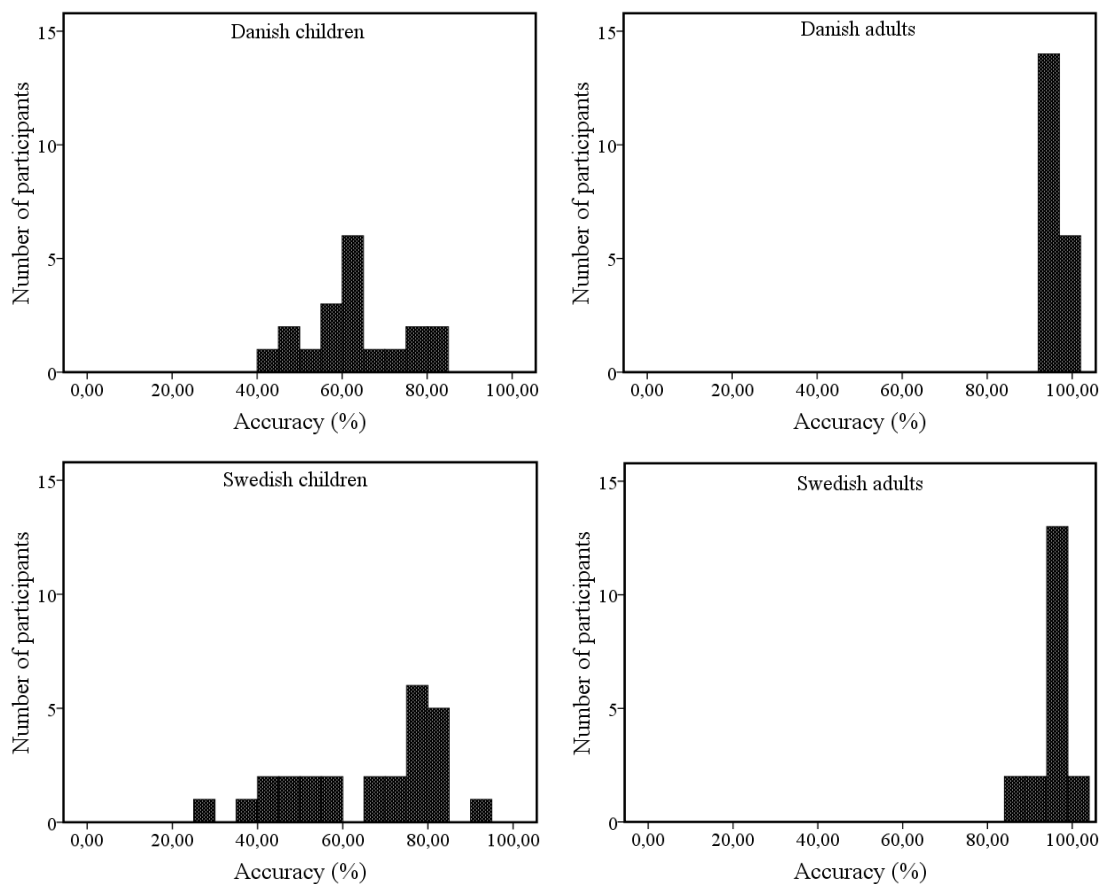 Danish children
15
10
5
0
Number of participants
0,00 20,00 40,00 60,00 80,00 100,00
Accuracy (%)
Danish adults
15
10
5
0
Number of participants
0,00 20,00 40,00 60,00 80,00 100,00
Accuracy (%)
Swedish children
15
10
5
0
Number of participants
0,00 20,00 40,00 60,00 80,00 100,00
Accuracy (%)
Swedish adults
15
10
5
0
Number of participants
0,00 20,00 40,00 60,00 80,00 100,00
Accuracy (%)